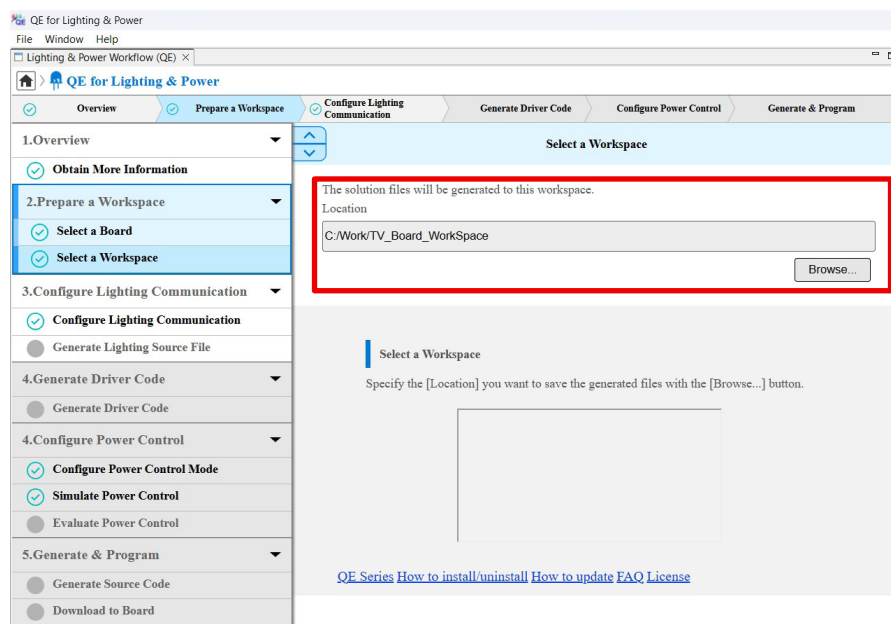 QE for Lighting & Power
File Window Help
Lighting & Power Workflow (QE)
QE for Lighting & Power
Overview
Prepare a Workspace
Configure Lighting
Communication
Generate Driver Code
Configure Power Control
Generate & Program
1.Overview
Obtain More Information
2.Prepare a Workspace
Select a Board
Select a Workspace
3.Configure Lighting Communication
Configure Lighting Communication
Generate Lighting Source File
4.Generate Driver Code
Generate Driver Code
4.Configure Power Control
Configure Power Control Mode
Simulate Power Control
Evaluate Power Control
5.Generate & Program
Generate Source Code
Download to Board
Select a Workspace
The solution files will be generated to this workspace.
Location
C:/Work/TV_Board_WorkSpace
Browse...
Select a Workspace
Specify the [Location] you want to save the generated files with the [Browse...] button.
QE Series How to install/uninstall How to update FAQ License